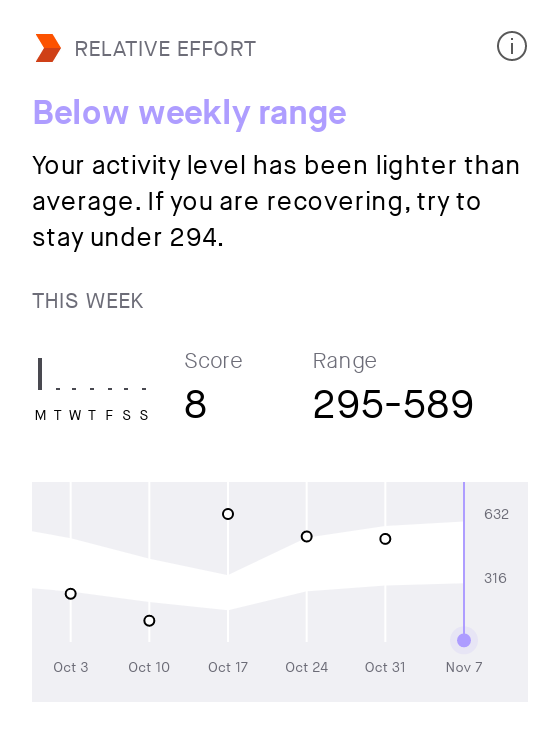 RELATIVE EFFORT
Below weekly range
Your activity level has been lighter than
average. If you are recovering, try to
stay under 294.
THIS WEEK
Score
Range
8
295-589
M T W T F S S
632
316
Oct 3
Oct 10
Oct 17
Oct 24
Oct 31
Nov 7